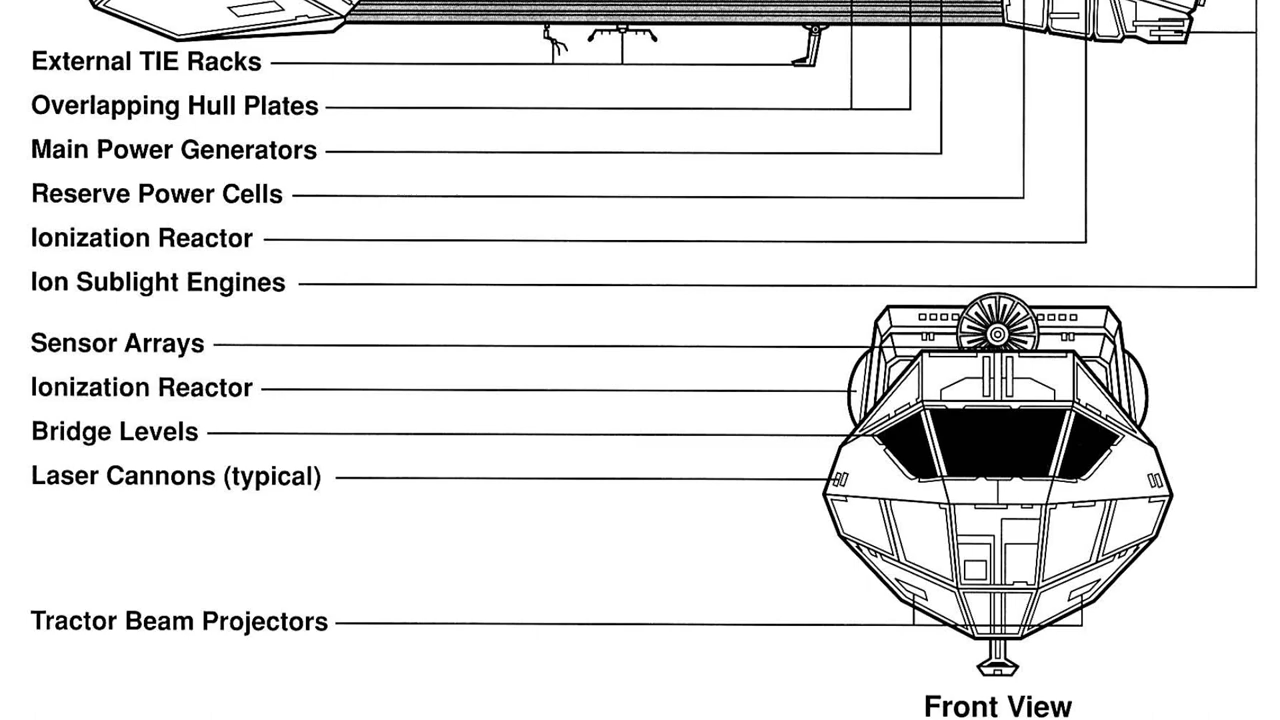 External TIE Racks
Overlapping Hull Plates
Main Power Generators
Reserve Power Cells
Ionization Reactor
Ion Sublight Engines
Sensor Arrays
Ionization Reactor
Bridge Levels
Laser Cannons (typical)
Tractor Beam Projectors
Front View